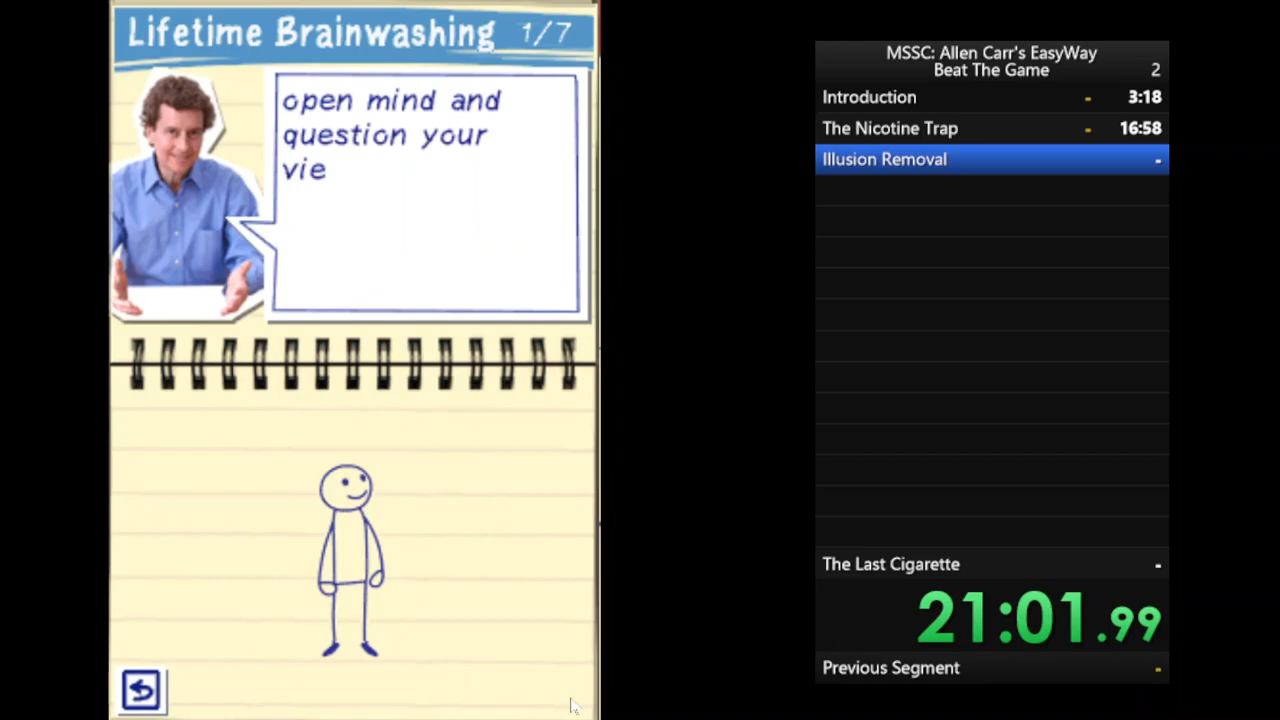 Lifetime Brainwashing 1/7
open mind and
question your
vie
MSSC: Allen Carr's EasyWay
Beat The Game 2
Introduction - 3:18
The Nicotine Trap - 16:58
Illusion Removal -
The Last Cigarette -
21:01.99
Previous Segment -